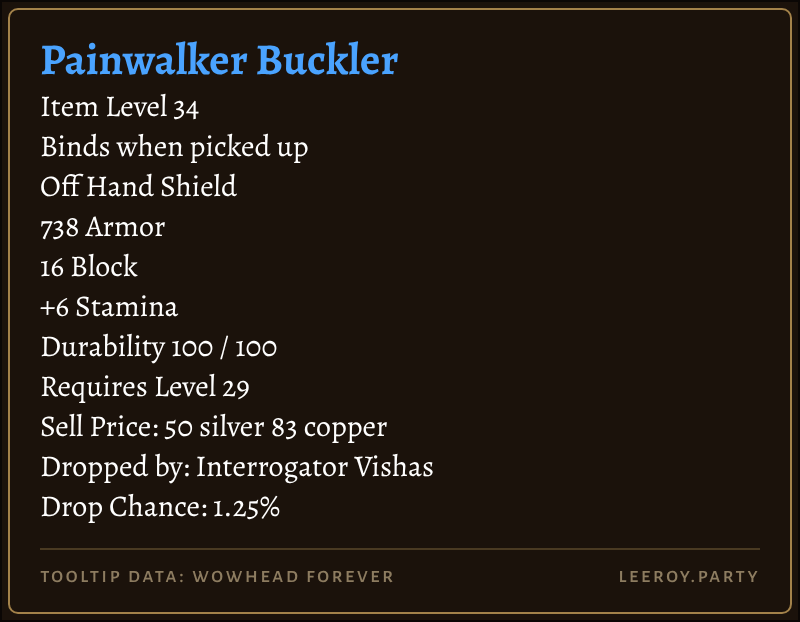 Painwalker Buckler
Item Level 34
Binds when picked up
Off Hand Shield
738 Armor
16 Block
+6 Stamina
Durability 100 / 100
Requires Level 29
Sell Price: 50 silver 83 copper
Dropped by: Interrogator Vishas
Drop Chance: 1.25%
TOOLTIP DATA: WOWHEAD FOREVER
LEEROY.PARTY